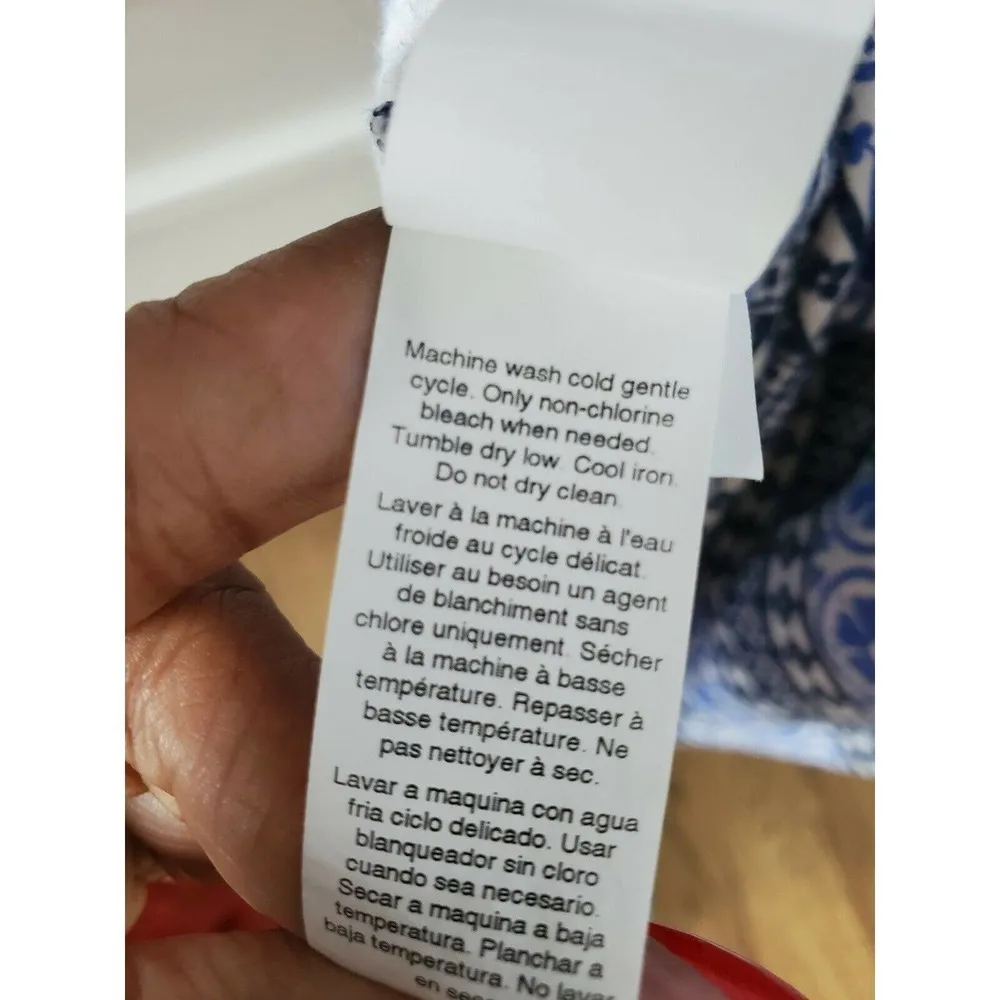 Machine wash cold gentle
cycle. Only non-chlorine
bleach when needed.
Tumble dry low. Cool iron.
Do not dry clean.
Laver à la machine à l'eau
froide au cycle délicat.
Utiliser au besoin un agent
de blanchiment sans
chlore uniquement. Sécher
à la machine à basse
température. Repasser à
basse température. Ne
pas nettoyer à sec.
Lavar a maquina con agua
fria ciclo delicado. Usar
blanqueador sin cloro
cuando sea necesario.
Secar a maquina a baja
temperatura. Planchar a
baja temperatura. No lavar
en seco